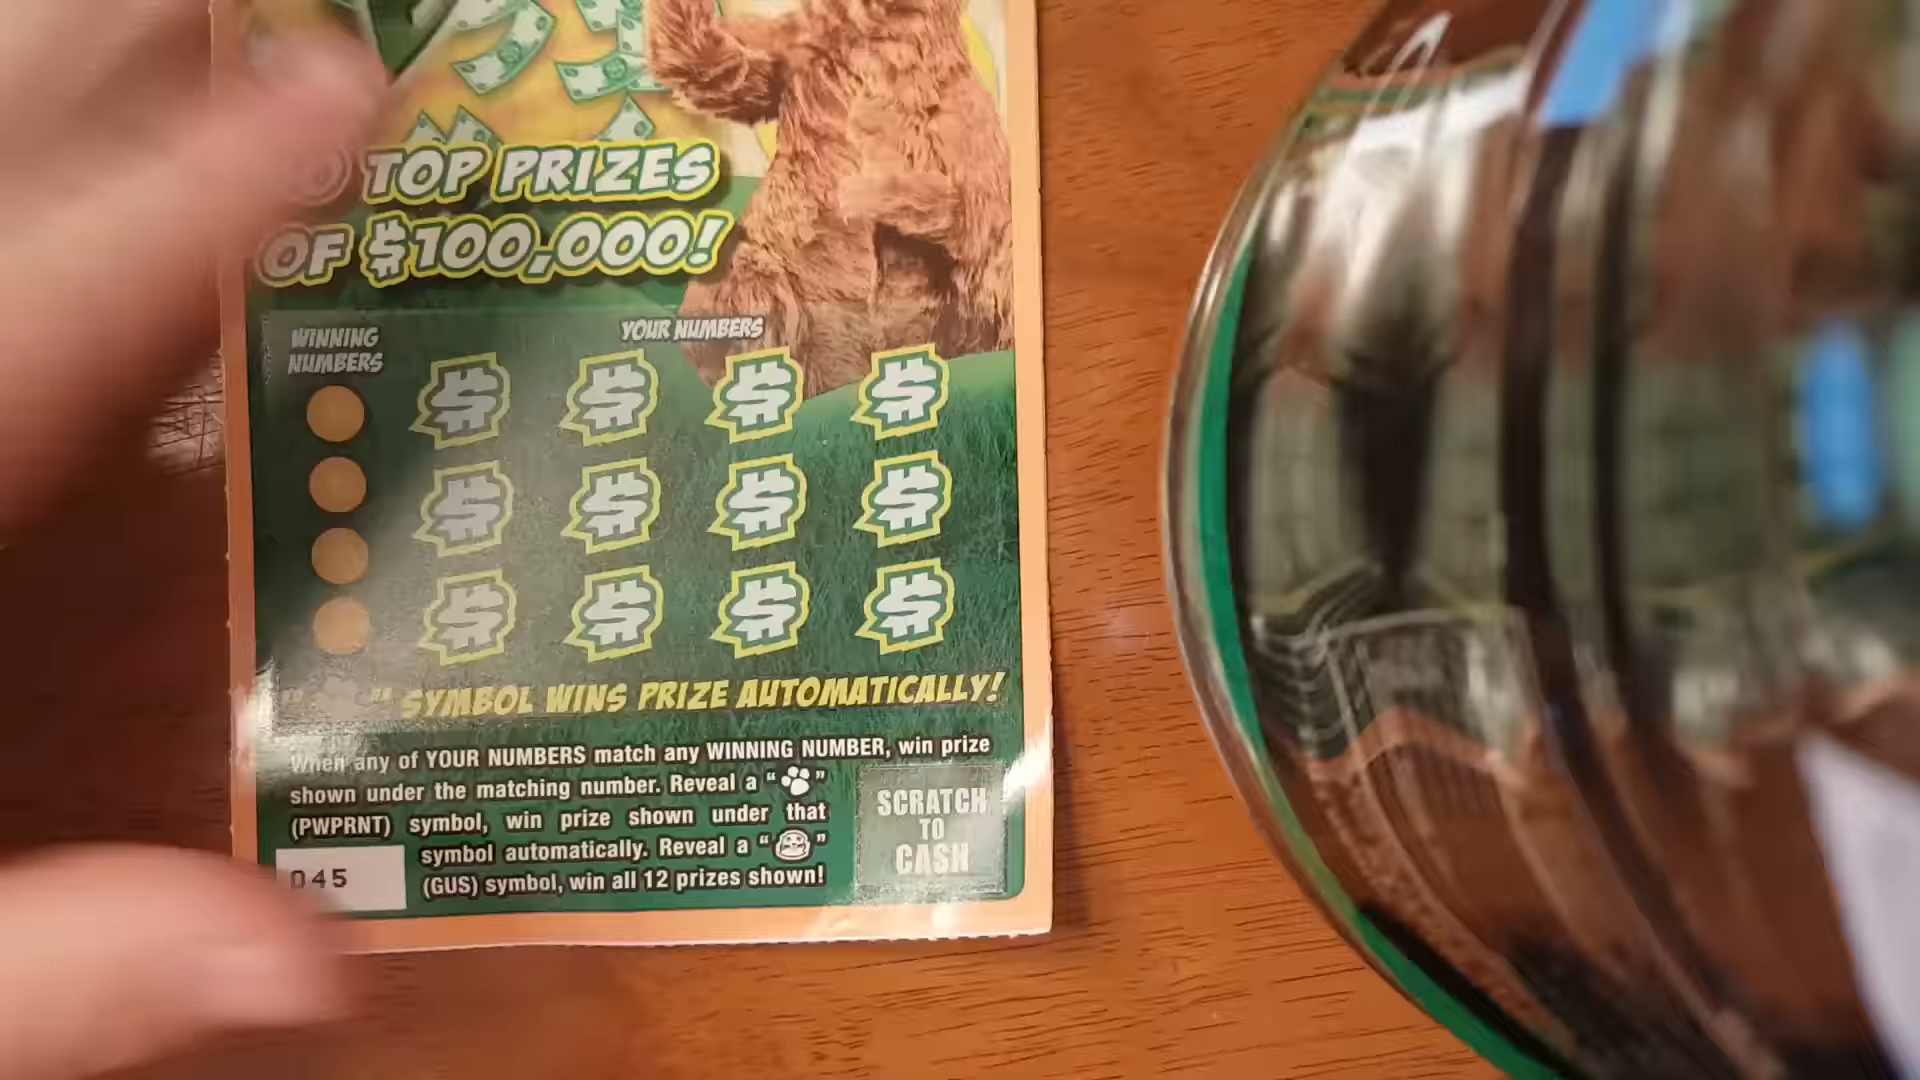 TOP PRIZES
OF $100,000!
WINNING
NUMBERS
YOUR NUMBERS
" " SYMBOL WINS PRIZE AUTOMATICALLY!
When any of YOUR NUMBERS match any WINNING NUMBER, win prize
shown under the matching number. Reveal a " "
(PWPRNT) symbol, win prize shown under that
symbol automatically. Reveal a " "
(GUS) symbol, win all 12 prizes shown!
045
SCRATCH
TO
CASH